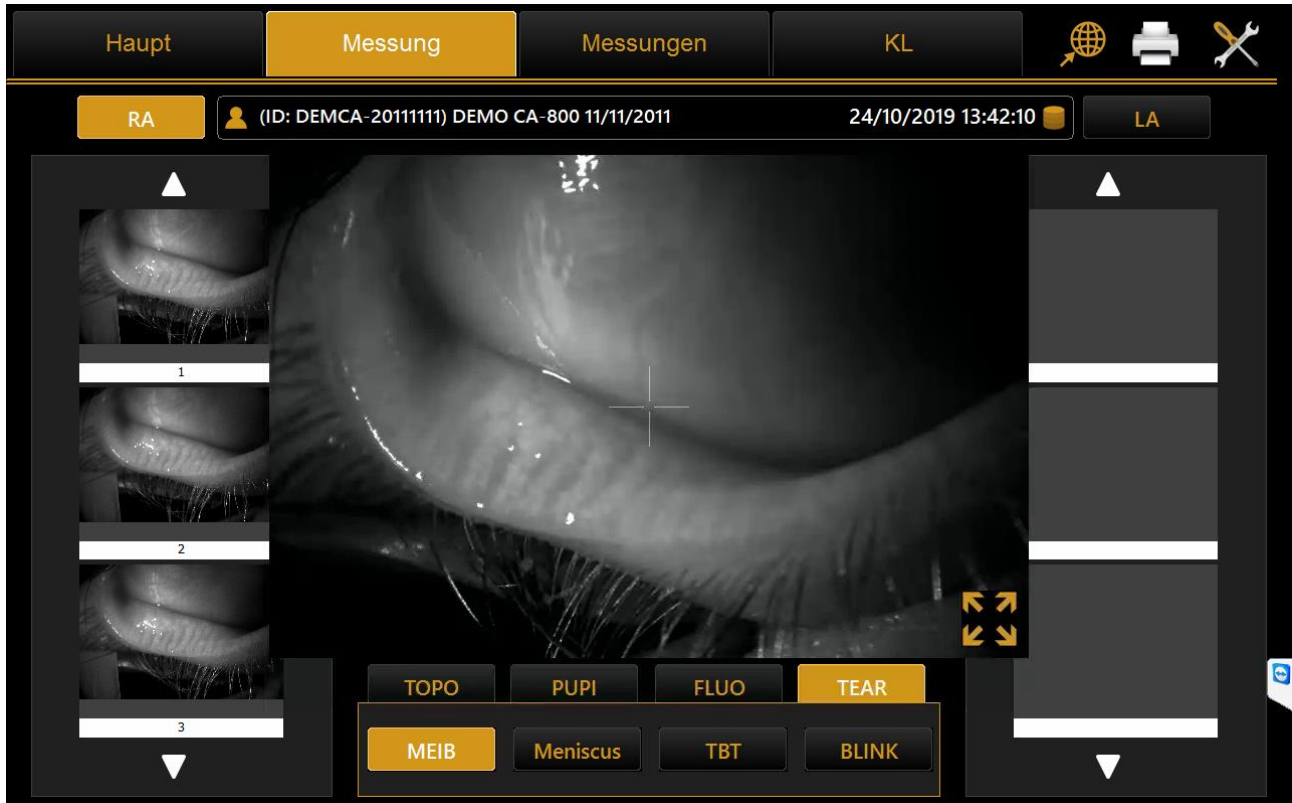 Haupt
Messung
Messungen
KL
RA
(ID: DEMCA-20111111) DEMO CA-800 11/11/2011
24/10/2019 13:42:10
LA
1
2
3
TOPO
PUPI
FLUO
TEAR
MEIB
Meniscus
TBT
BLINK